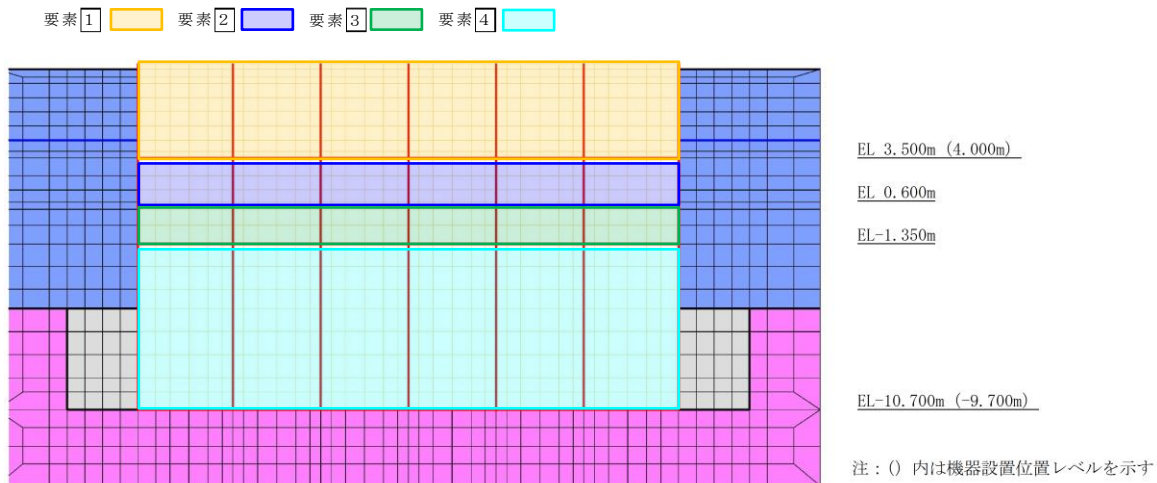 要素1 要素2 要素3 要素4
EL 3.500m (4.000m)
EL 0.600m
EL-1.350m
EL-10.700m (-9.700m)
注：() 内は機器設置位置レベルを示す